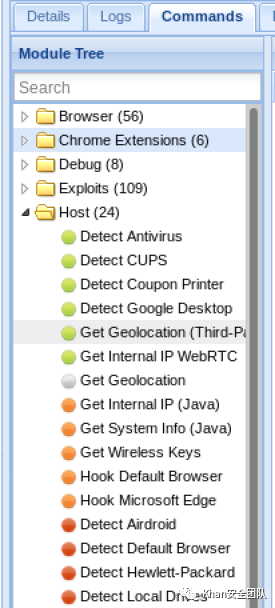 Details
Logs
Commands
Module Tree
Search
Browser (56)
Chrome Extensions (6)
Debug (8)
Exploits (109)
Host (24)
Detect Antivirus
Detect CUPS
Detect Coupon Printer
Detect Google Desktop
Get Geolocation (Third-Pa
Get Internal IP WebRTC
Get Geolocation
Get Internal IP (Java)
Get System Info (Java)
Get Wireless Keys
Hook Default Browser
Hook Microsoft Edge
Detect Airdroid
Detect Default Browser
Detect Hewlett-Packard
Detect Local Drives
Khan安全团队